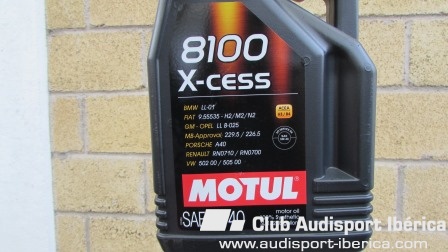 8100
X-cess
BMW LL-01
FIAT 9.55535 - H2/M2/N2
GM - OPEL LL B-025
MB-Approval 229.5 / 226.5
PORSCHE A40
RENAULT RN0710 / RN0700
VW 502 00 / 505 00
ACEA
MOTUL
SAE 40
motor oil
Club Audisport Ibérica
www.audisport-iberica.com